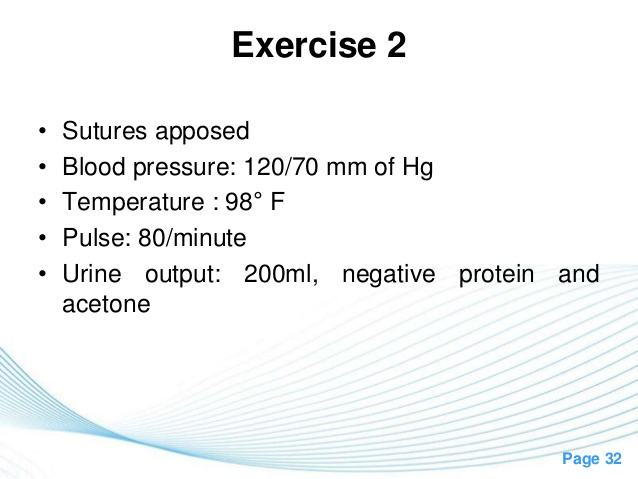 Exercise 2
• Sutures apposed
• Blood pressure: 120/70 mm of Hg
• Temperature : 98° F
• Pulse: 80/minute
• Urine output: 200ml, negative protein and
acetone
Page 32